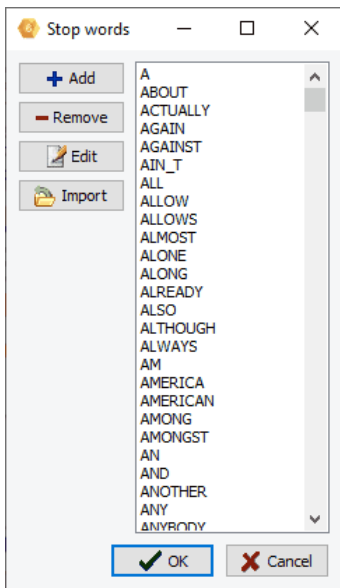 Stop words
Add
Remove
Edit
Import
A
ABOUT
ACTUALLY
AGAIN
AGAINST
AIN_T
ALL
ALLOW
ALLOWS
ALMOST
ALONE
ALONG
ALREADY
ALSO
ALTHOUGH
ALWAYS
AM
AMERICA
AMERICAN
AMONG
AMONGST
AN
AND
ANOTHER
ANY
ANYBODY
OK
Cancel